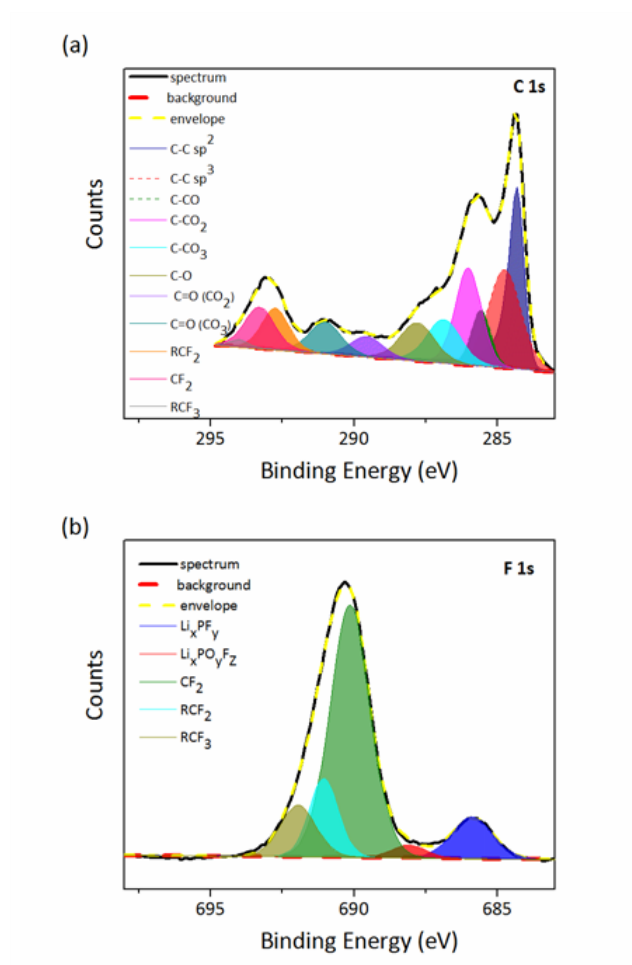 (a)
C 1s
spectrum
background
envelope
C-C sp2
C-C sp3
C-CO
C-CO2
C-CO3
C-O
C=O (CO2)
C=O (CO3)
RCF2
CF2
RCF3
Counts
295 290 285
Binding Energy (eV)
(b)
F 1s
spectrum
background
envelope
LixPFy
LixPOyFZ
CF2
RCF2
RCF3
Counts
695 690 685
Binding Energy (eV)